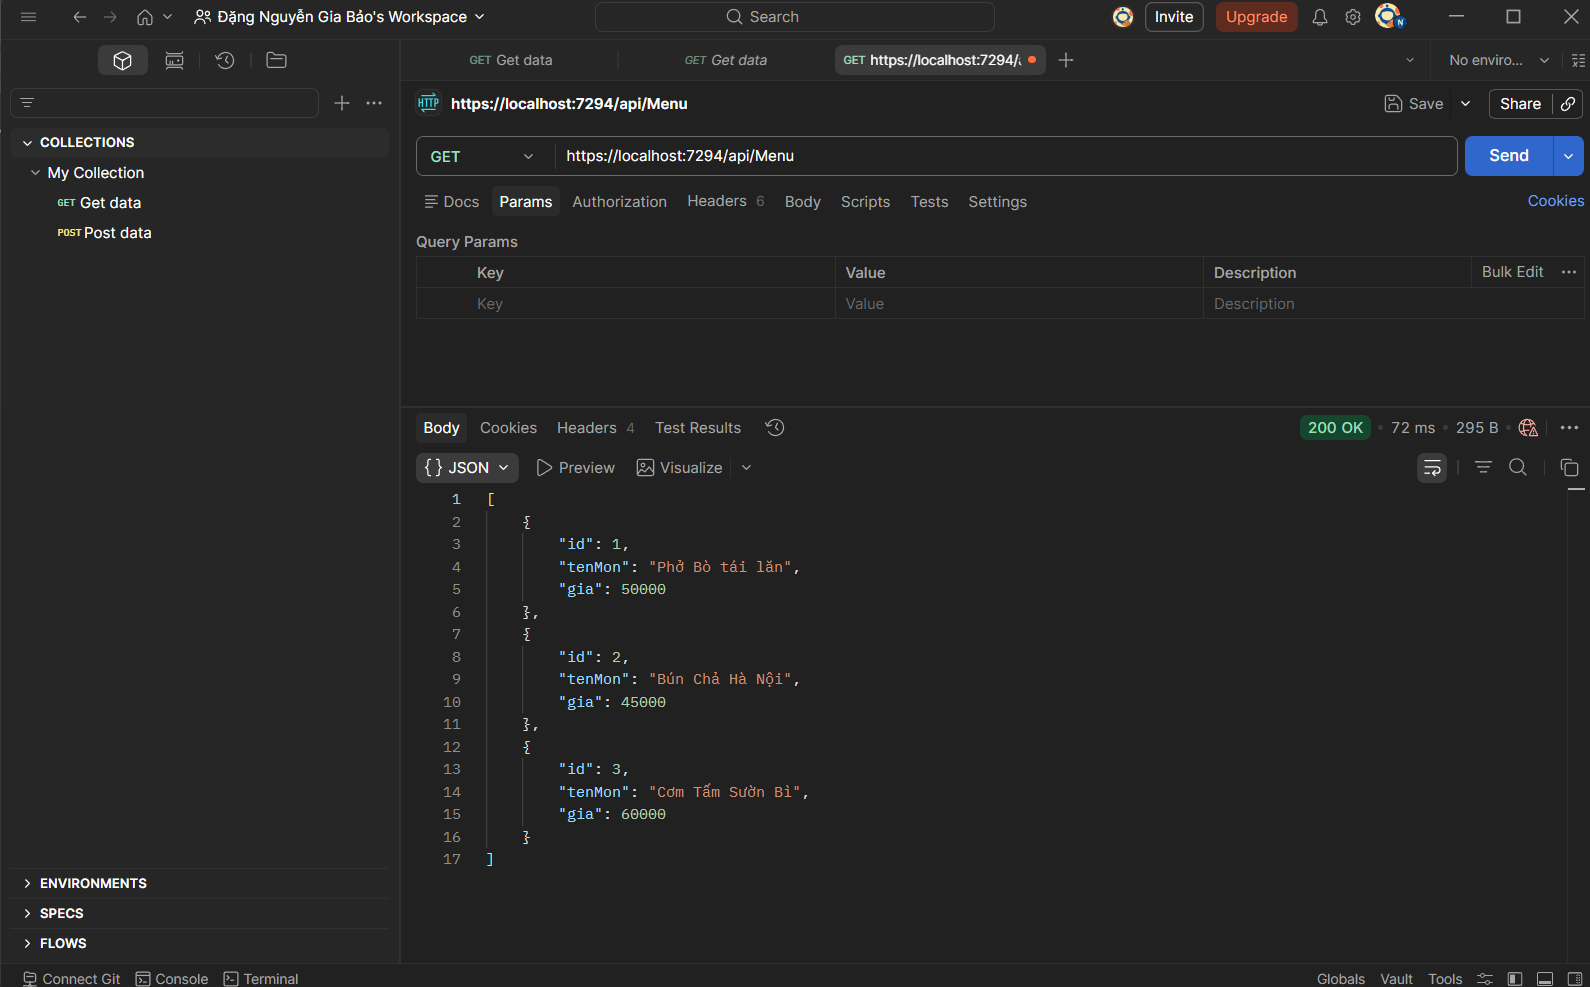 Đặng Nguyễn Gia Bảo's Workspace
Search
Invite
Upgrade
GET Get data
GET Get data
GET https://localhost:7294/a
No enviro...
HTTP https://localhost:7294/api/Menu
Save
Share
COLLECTIONS
My Collection
GET Get data
POST Post data
GET
https://localhost:7294/api/Menu
Send
Docs Params Authorization Headers 6 Body Scripts Tests Settings
Cookies
Query Params
Key Value Description Bulk Edit
Key Value Description
Body Cookies Headers 4 Test Results
200 OK • 72 ms • 295 B
{} JSON Preview Visualize
1 [
2 {
3 "id": 1,
4 "tenMon": "Phở Bò tái lăn",
5 "gia": 50000
6 },
7 {
8 "id": 2,
9 "tenMon": "Bún Chả Hà Nội",
10 "gia": 45000
11 },
12 {
13 "id": 3,
14 "tenMon": "Cơm Tấm Sườn Bì",
15 "gia": 60000
16 }
17 ]
ENVIRONMENTS
SPECS
FLOWS
Connect Git Console Terminal
Globals Vault Tools